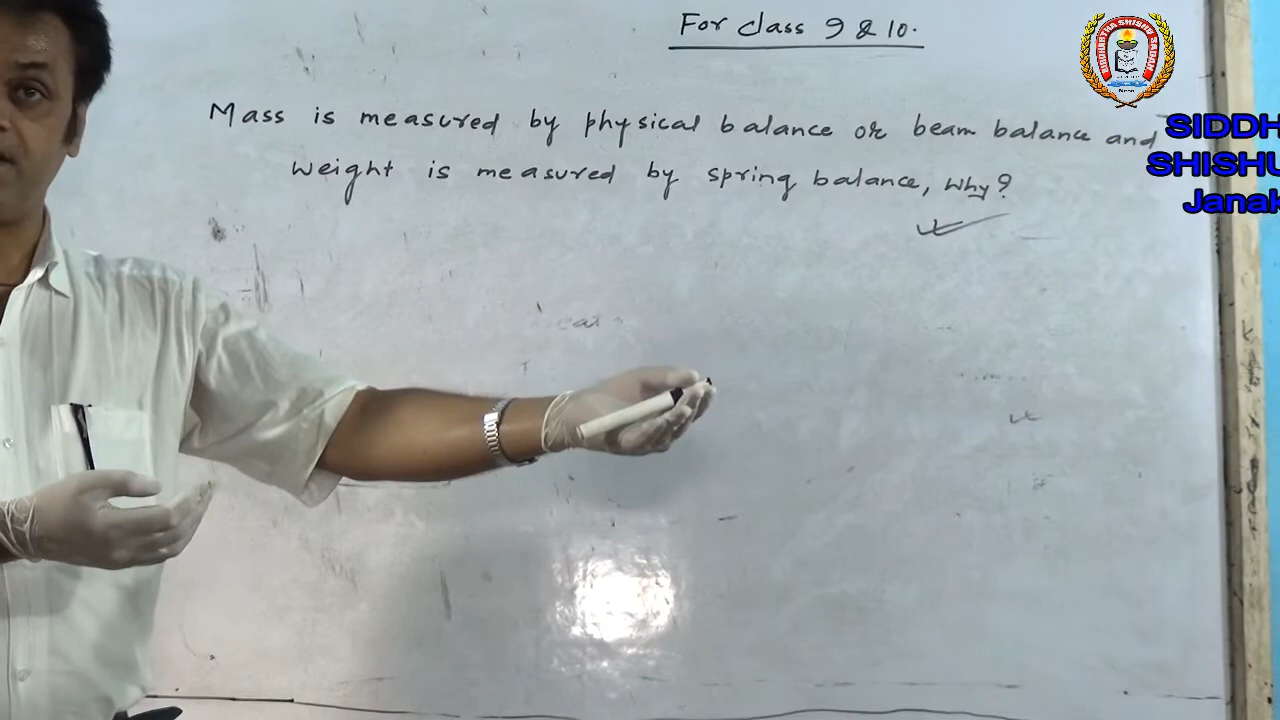 For class 9 & 10.
Mass is measured by physical balance or beam balance and
Weight is measured by spring balance, Why?
SIDDH
SHISHU
Janak